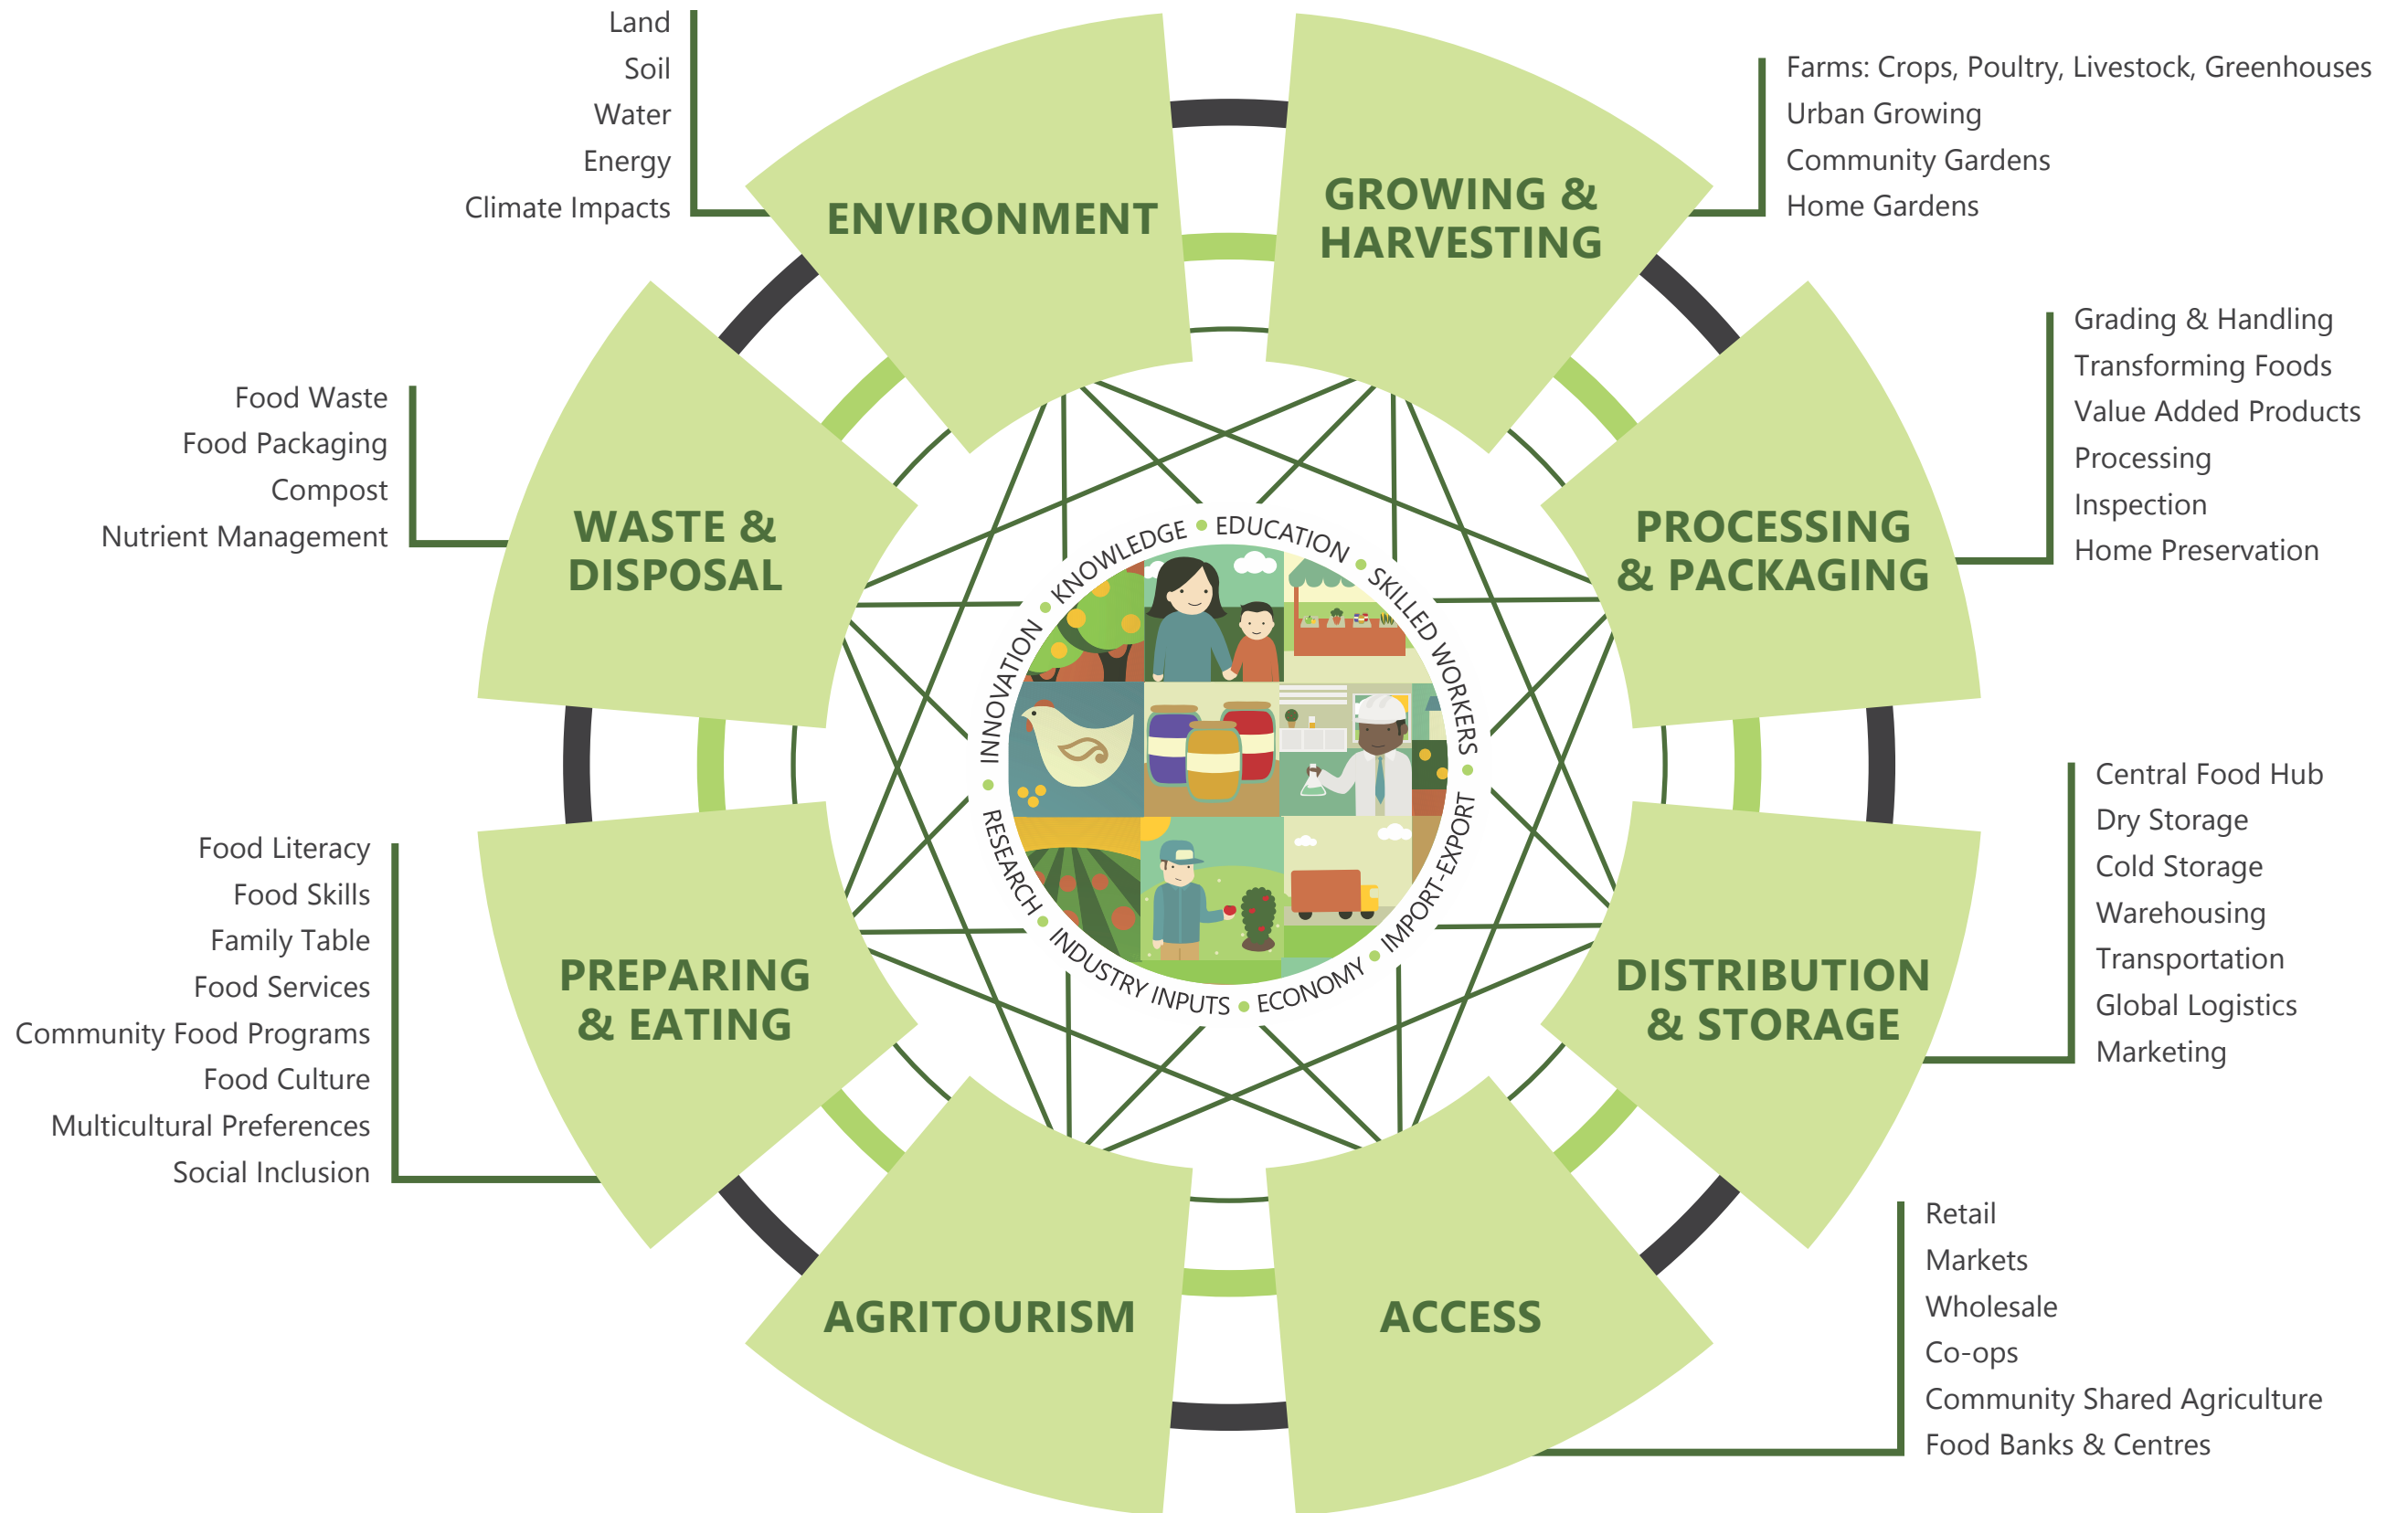 Land
Soil
Water
Energy
Climate Impacts
ENVIRONMENT
GROWING &
HARVESTING
Farms: Crops, Poultry, Livestock, Greenhouses
Urban Growing
Community Gardens
Home Gardens
PROCESSING
& PACKAGING
Grading & Handling
Transforming Foods
Value Added Products
Processing
Inspection
Home Preservation
DISTRIBUTION
& STORAGE
Central Food Hub
Dry Storage
Cold Storage
Warehousing
Transportation
Global Logistics
Marketing
ACCESS
Retail
Markets
Wholesale
Co-ops
Community Shared Agriculture
Food Banks & Centres
AGRITOURISM
PREPARING
& EATING
Food Literacy
Food Skills
Family Table
Food Services
Community Food Programs
Food Culture
Multicultural Preferences
Social Inclusion
WASTE &
DISPOSAL
Food Waste
Food Packaging
Compost
Nutrient Management
INNOVATION • KNOWLEDGE • EDUCATION • SKILLED WORKERS •
RESEARCH • INDUSTRY INPUTS • ECONOMY • IMPORT-EXPORT